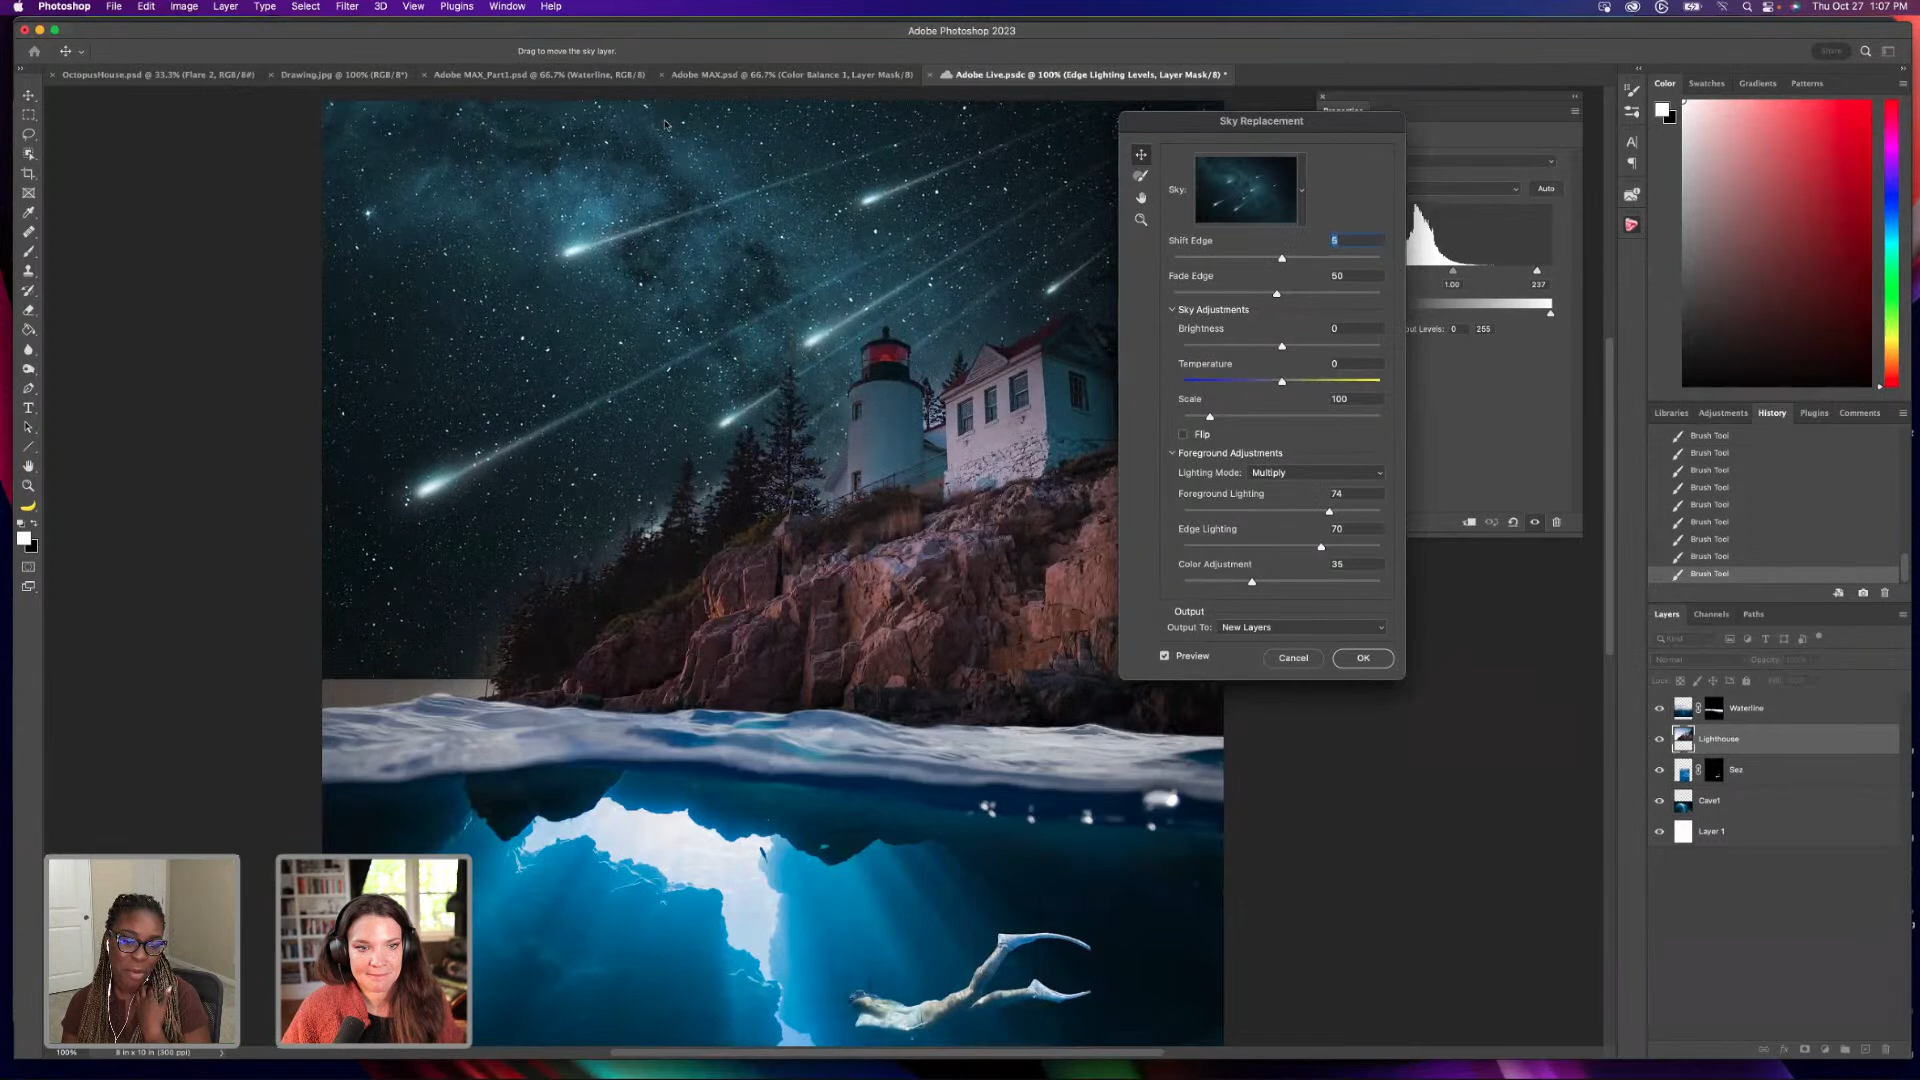 Photoshop File Edit Image Layer Type Select Filter 3D View Plugins Window Help Thu Oct 27 1:07 PM
Adobe Photoshop 2023
Drag to move the sky layer. Share
OctopusHouse.psd @ 33.3% (Flare 2, RGB/8#) Drawing.jpg @ 100% (RGB/8*) Adobe MAX_Part1.psd @ 66.7% (Waterline, RGB/8) Adobe MAX.psd @ 66.7% (Color Balance 1, Layer Mask/8) Adobe Live.psdc @ 100% (Edge Lighting Levels, Layer Mask/8) *
Sky Replacement
Sky:
Shift Edge 5
Fade Edge 50
Sky Adjustments
Brightness 0
Temperature 0
Scale 100
Flip
Foreground Adjustments
Lighting Mode: Multiply
Foreground Lighting 74
Edge Lighting 70
Color Adjustment 35
Output
Output To: New Layers
Preview Cancel OK
Auto
1.00 237
0 255
Color Swatches Gradients Patterns
Libraries Adjustments History Plugins Comments
Brush Tool
Brush Tool
Brush Tool
Brush Tool
Brush Tool
Brush Tool
Brush Tool
Brush Tool
Brush Tool
Layers Channels Paths
Kind
Normal Opacity: 100%
Lock: Fill:
Waterline
Lighthouse
Sez
Cave1
Layer 1
100% 8 in x 10 in (300 ppi)